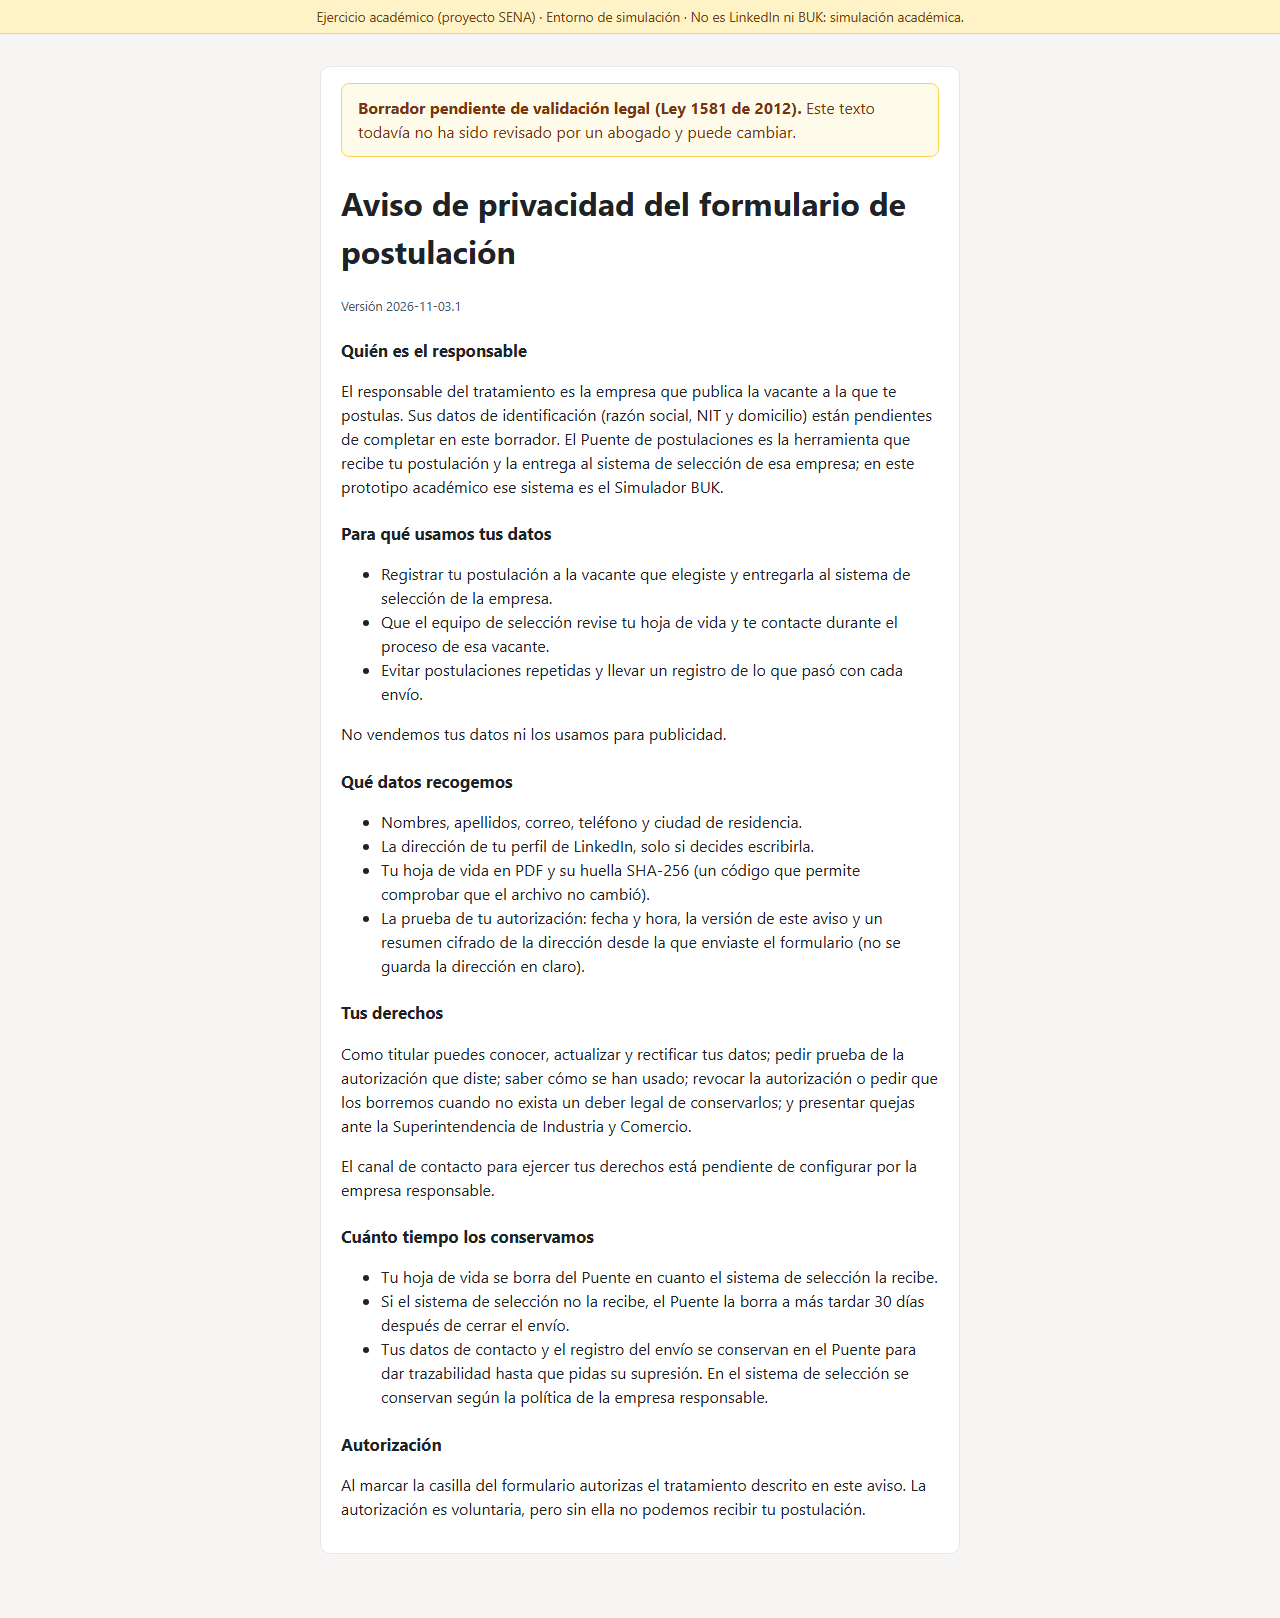 Ejercicio académico (proyecto SENA) · Entorno de simulación · No es LinkedIn ni BUK: simulación académica.
Borrador pendiente de validación legal (Ley 1581 de 2012). Este texto
todavía no ha sido revisado por un abogado y puede cambiar.
Aviso de privacidad del formulario de
postulación
Versión 2026-11-03.1
Quién es el responsable
El responsable del tratamiento es la empresa que publica la vacante a la que te
postulas. Sus datos de identificación (razón social, NIT y domicilio) están pendientes
de completar en este borrador. El Puente de postulaciones es la herramienta que
recibe tu postulación y la entrega al sistema de selección de esa empresa; en este
prototipo académico ese sistema es el Simulador BUK.
Para qué usamos tus datos
• Registrar tu postulación a la vacante que elegiste y entregarla al sistema de
selección de la empresa.
• Que el equipo de selección revise tu hoja de vida y te contacte durante el
proceso de esa vacante.
• Evitar postulaciones repetidas y llevar un registro de lo que pasó con cada
envío.
No vendemos tus datos ni los usamos para publicidad.
Qué datos recogemos
• Nombres, apellidos, correo, teléfono y ciudad de residencia.
• La dirección de tu perfil de LinkedIn, solo si decides escribirla.
• Tu hoja de vida en PDF y su huella SHA-256 (un código que permite
comprobar que el archivo no cambió).
• La prueba de tu autorización: fecha y hora, la versión de este aviso y un
resumen cifrado de la dirección desde la que enviaste el formulario (no se
guarda la dirección en claro).
Tus derechos
Como titular puedes conocer, actualizar y rectificar tus datos; pedir prueba de la
autorización que diste; saber cómo se han usado; revocar la autorización o pedir que
los borremos cuando no exista un deber legal de conservarlos; y presentar quejas
ante la Superintendencia de Industria y Comercio.
El canal de contacto para ejercer tus derechos está pendiente de configurar por la
empresa responsable.
Cuánto tiempo los conservamos
• Tu hoja de vida se borra del Puente en cuanto el sistema de selección la recibe.
• Si el sistema de selección no la recibe, el Puente la borra a más tardar 30 días
después de cerrar el envío.
• Tus datos de contacto y el registro del envío se conservan en el Puente para
dar trazabilidad hasta que pidas su supresión. En el sistema de selección se
conservan según la política de la empresa responsable.
Autorización
Al marcar la casilla del formulario autorizas el tratamiento descrito en este aviso. La
autorización es voluntaria, pero sin ella no podemos recibir tu postulación.